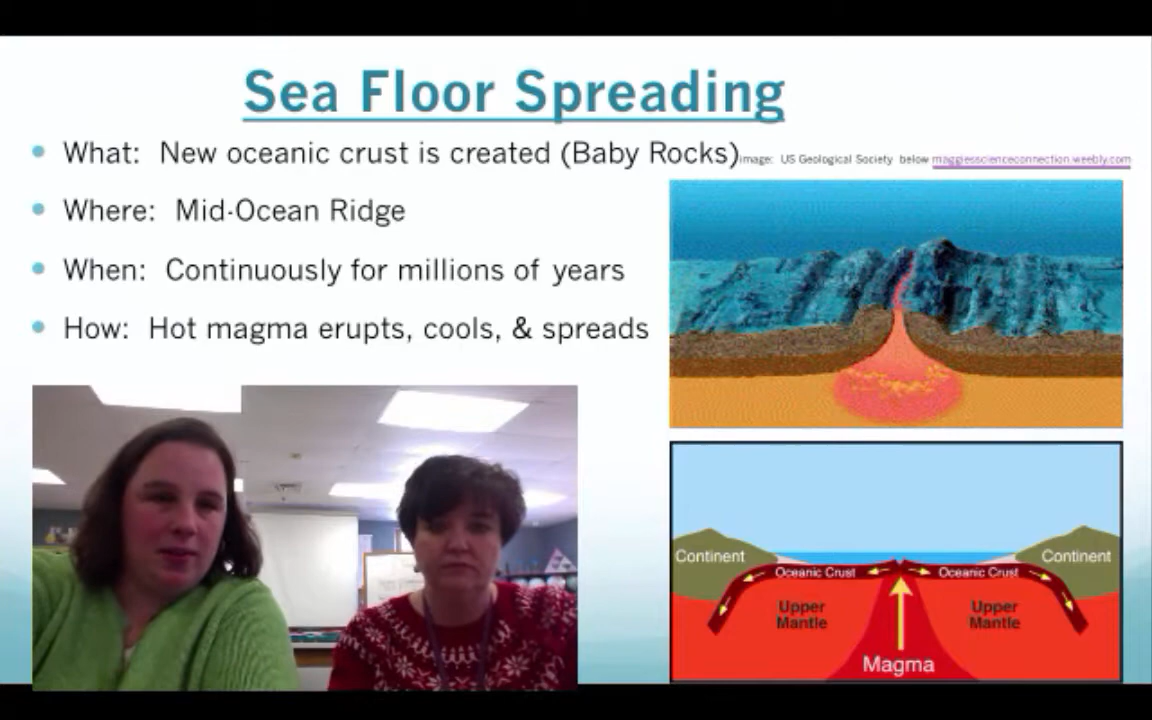 Sea Floor Spreading
What: New oceanic crust is created (Baby Rocks)
image: US Geological Society below maggiesscienceconnection.weebly.com
Where: Mid-Ocean Ridge
When: Continuously for millions of years
How: Hot magma erupts, cools, & spreads
Continent
Continent
Oceanic Crust
Oceanic Crust
Upper
Mantle
Upper
Mantle
Magma